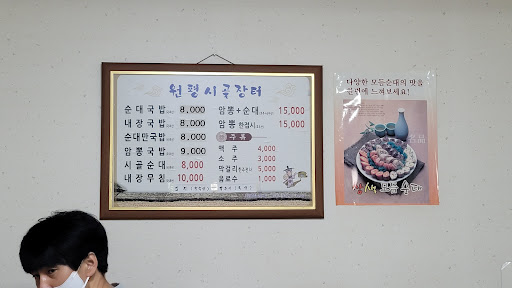 원평시골장터
순대국밥 8,000
내장국밥 8,000
순대만국밥 8,000
암뽕국밥 9,000
시골순대 8,000
내장무침 10,000
암뽕+순대 15,000
암뽕 한접시 15,000
주류
맥주 4,000
소주 3,000
막걸리 5,000
음료수 1,000
다양한 모듬순대의 맛을
느껴보세요!
모듬순대